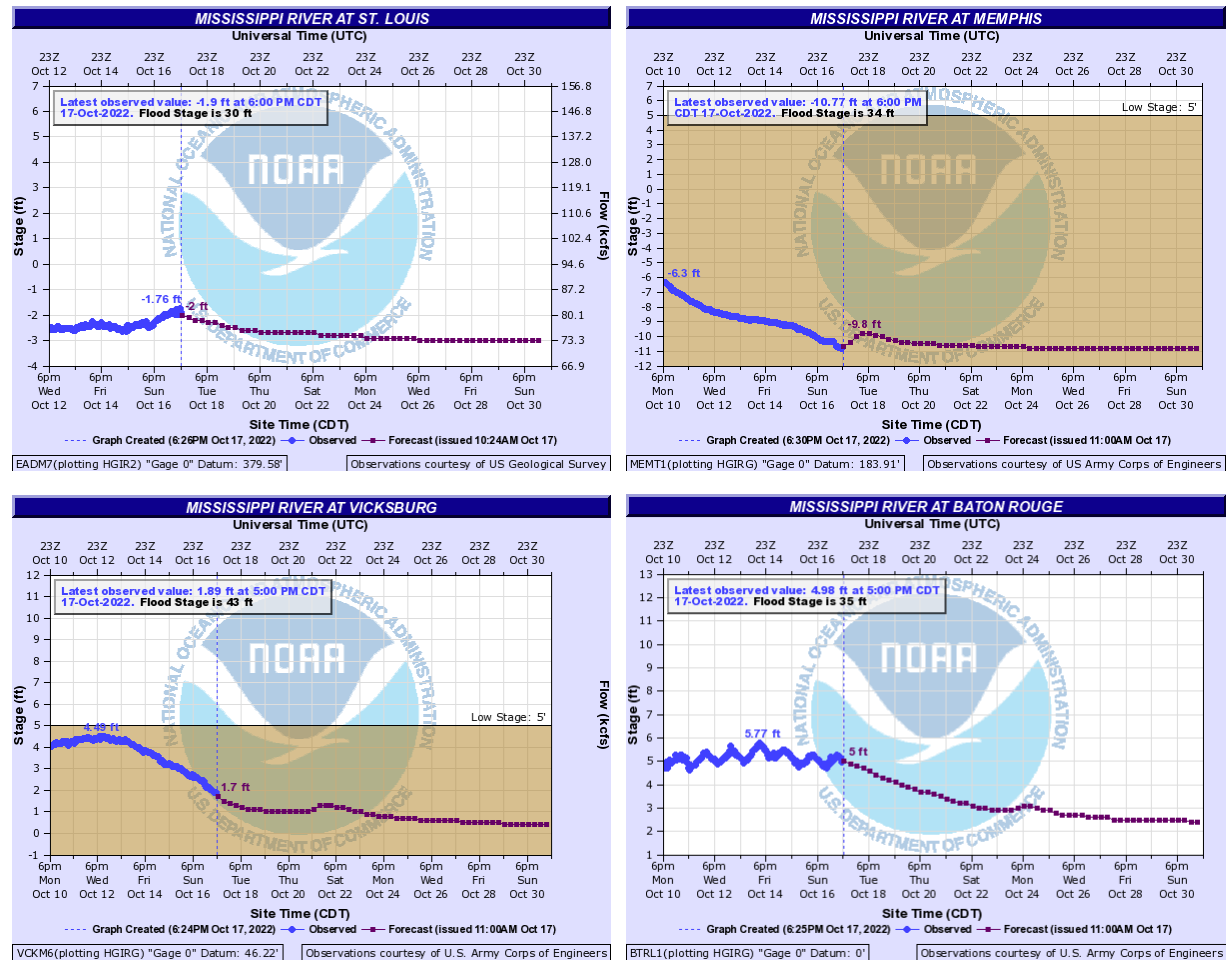 MISSISSIPPI RIVER AT ST. LOUIS
Universal Time (UTC)
23Z 23Z 23Z 23Z 23Z 23Z 23Z 23Z 23Z 23Z
Oct 12 Oct 14 Oct 16 Oct 18 Oct 20 Oct 22 Oct 24 Oct 26 Oct 28 Oct 30
Latest observed value: -1.9 ft at 6:00 PM CDT
17-Oct-2022. Flood Stage is 30 ft
7 6 5 4 3 2 1 0 -1 -2 -3 -4
Stage (ft)
156.8 146.8 137.2 128.0 119.1 110.6 102.4 94.6 87.2 80.1 73.3 66.9
Flow (kcfs)
NATIONAL OCEANIC AND ATMOSPHERIC ADMINISTRATION
NOAA
U.S. DEPARTMENT OF COMMERCE
-1.76 ft
-2 ft
6pm 6pm 6pm 6pm 6pm 6pm 6pm 6pm 6pm 6pm
Wed Fri Sun Tue Thu Sat Mon Wed Fri Sun
Oct 12 Oct 14 Oct 16 Oct 18 Oct 20 Oct 22 Oct 24 Oct 26 Oct 28 Oct 30
Site Time (CDT)
Graph Created (6:26PM Oct 17, 2022) Observed Forecast (issued 10:24AM Oct 17)
EADM7(plotting HGIR2) "Gage 0" Datum: 379.58' Observations courtesy of US Geological Survey
MISSISSIPPI RIVER AT MEMPHIS
Universal Time (UTC)
23Z 23Z 23Z 23Z 23Z 23Z 23Z 23Z 23Z 23Z 23Z
Oct 10 Oct 12 Oct 14 Oct 16 Oct 18 Oct 20 Oct 22 Oct 24 Oct 26 Oct 28 Oct 30
Latest observed value: -10.77 ft at 6:00 PM
CDT 17-Oct-2022. Flood Stage is 34 ft
Low Stage: 5'
7 6 5 4 3 2 1 0 -1 -2 -3 -4 -5 -6 -7 -8 -9 -10 -11 -12
Stage (ft)
NATIONAL OCEANIC AND ATMOSPHERIC ADMINISTRATION
NOAA
U.S. DEPARTMENT OF COMMERCE
-6.3 ft
-9.8 ft
6pm 6pm 6pm 6pm 6pm 6pm 6pm 6pm 6pm 6pm 6pm
Mon Wed Fri Sun Tue Thu Sat Mon Wed Fri Sun
Oct 10 Oct 12 Oct 14 Oct 16 Oct 18 Oct 20 Oct 22 Oct 24 Oct 26 Oct 28 Oct 30
Site Time (CDT)
Graph Created (6:30PM Oct 17, 2022) Observed Forecast (issued 11:00AM Oct 17)
MEMT1(plotting HGIRG) "Gage 0" Datum: 183.91' Observations courtesy of US Army Corps of Engineers
MISSISSIPPI RIVER AT VICKSBURG
Universal Time (UTC)
23Z 23Z 23Z 23Z 23Z 23Z 23Z 23Z 23Z 23Z 23Z
Oct 10 Oct 12 Oct 14 Oct 16 Oct 18 Oct 20 Oct 22 Oct 24 Oct 26 Oct 28 Oct 30
Latest observed value: 1.89 ft at 5:00 PM CDT
17-Oct-2022. Flood Stage is 43 ft
12 11 10 9 8 7 6 5 4 3 2 1 0 -1
Stage (ft)
Flow (kcfs)
Low Stage: 5'
NATIONAL OCEANIC AND ATMOSPHERIC ADMINISTRATION
NOAA
U.S. DEPARTMENT OF COMMERCE
4.49 ft
1.7 ft
6pm 6pm 6pm 6pm 6pm 6pm 6pm 6pm 6pm 6pm 6pm
Mon Wed Fri Sun Tue Thu Sat Mon Wed Fri Sun
Oct 10 Oct 12 Oct 14 Oct 16 Oct 18 Oct 20 Oct 22 Oct 24 Oct 26 Oct 28 Oct 30
Site Time (CDT)
Graph Created (6:24PM Oct 17, 2022) Observed Forecast (issued 11:00AM Oct 17)
VCKM6(plotting HGIRG) "Gage 0" Datum: 46.22' Observations courtesy of U.S. Army Corps of Engineers
MISSISSIPPI RIVER AT BATON ROUGE
Universal Time (UTC)
23Z 23Z 23Z 23Z 23Z 23Z 23Z 23Z 23Z 23Z 23Z
Oct 10 Oct 12 Oct 14 Oct 16 Oct 18 Oct 20 Oct 22 Oct 24 Oct 26 Oct 28 Oct 30
Latest observed value: 4.98 ft at 5:00 PM CDT
17-Oct-2022. Flood Stage is 35 ft
13 12 11 10 9 8 7 6 5 4 3 2 1
Stage (ft)
NATIONAL OCEANIC AND ATMOSPHERIC ADMINISTRATION
NOAA
U.S. DEPARTMENT OF COMMERCE
5.77 ft
5 ft
6pm 6pm 6pm 6pm 6pm 6pm 6pm 6pm 6pm 6pm 6pm
Mon Wed Fri Sun Tue Thu Sat Mon Wed Fri Sun
Oct 10 Oct 12 Oct 14 Oct 16 Oct 18 Oct 20 Oct 22 Oct 24 Oct 26 Oct 28 Oct 30
Site Time (CDT)
Graph Created (6:25PM Oct 17, 2022) Observed Forecast (issued 11:00AM Oct 17)
BTRL1(plotting HGIRG) "Gage 0" Datum: 0' Observations courtesy of U.S. Army Corps of Engineers